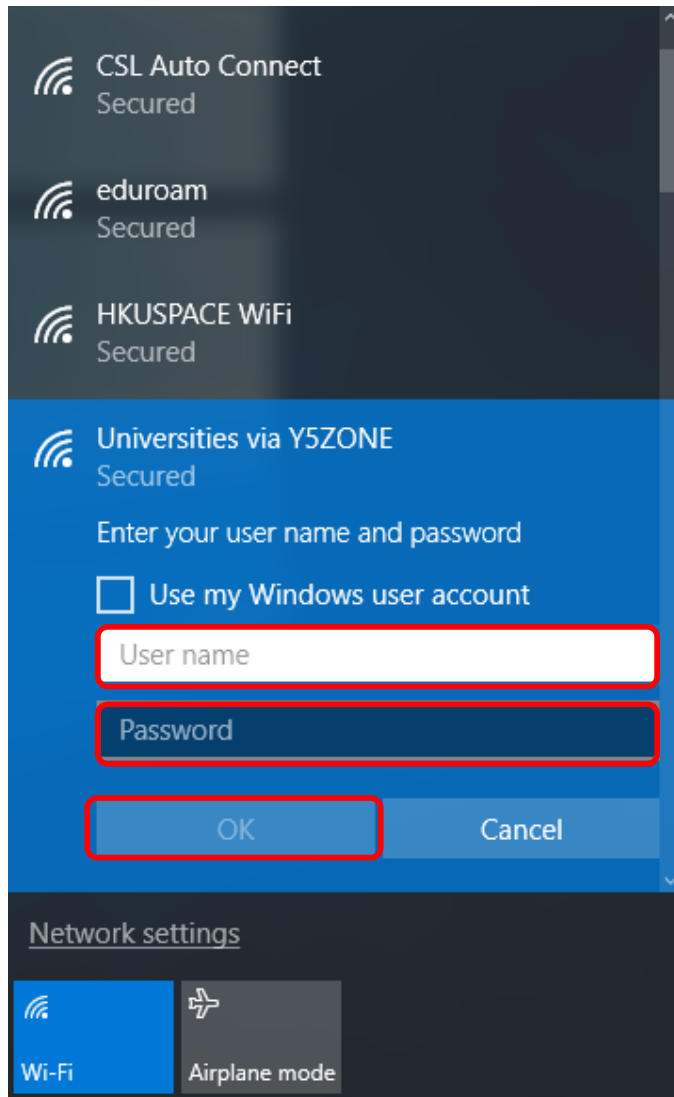 CSL Auto Connect
Secured
eduroam
Secured
HKUSPACE WiFi
Secured
Universities via Y5ZONE
Secured
Enter your user name and password
Use my Windows user account
User name
Password
OK Cancel
Network settings
Wi-Fi Airplane mode